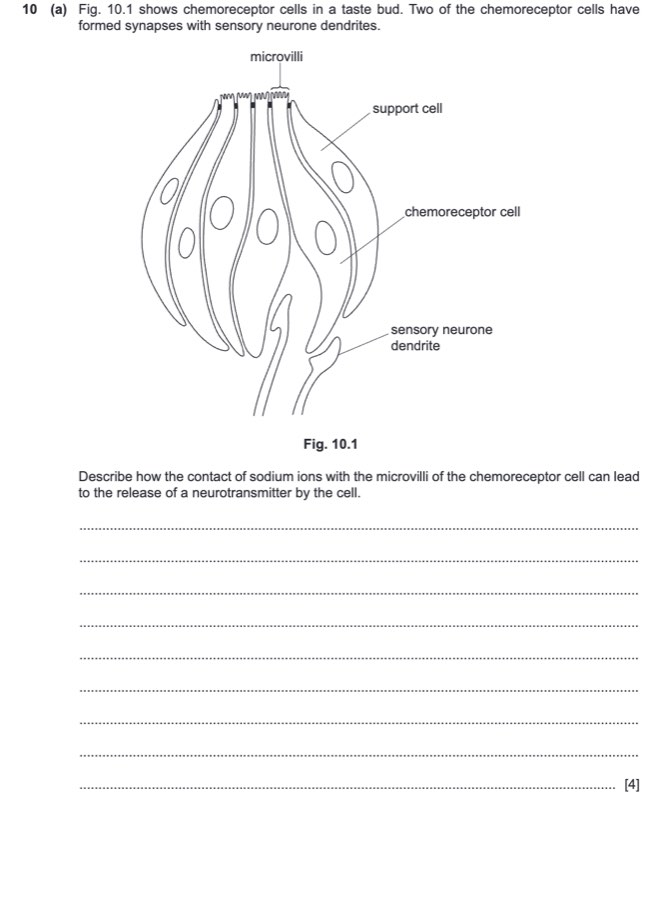 10 (a) Fig. 10.1 shows chemoreceptor cells in a taste bud. Two of the chemoreceptor cells have
formed synapses with sensory neurone dendrites.
microvilli
support cell
chemoreceptor cell
sensory neurone
dendrite
Fig. 10.1
Describe how the contact of sodium ions with the microvilli of the chemoreceptor cell can lead
to the release of a neurotransmitter by the cell.
[4]